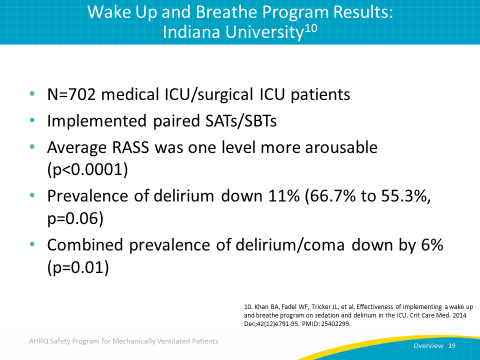 Wake Up and Breathe Program Results:
Indiana University10
• N=702 medical ICU/surgical ICU patients
• Implemented paired SATs/SBTs
• Average RASS was one level more arousable
(p<0.0001)
• Prevalence of delirium down 11% (66.7% to 55.3%,
p=0.06)
• Combined prevalence of delirium/coma down by 6%
(p=0.01)
10. Khan BA, Fadel WF, Tricker JL, et al. Effectiveness of implementing a wake up
and breathe program on sedation and delirium in the ICU. Crit Care Med. 2014
Dec;42(12)e791-95. PMID: 25402299.
AHRQ Safety Program for Mechanically Ventilated Patients
Overview 19